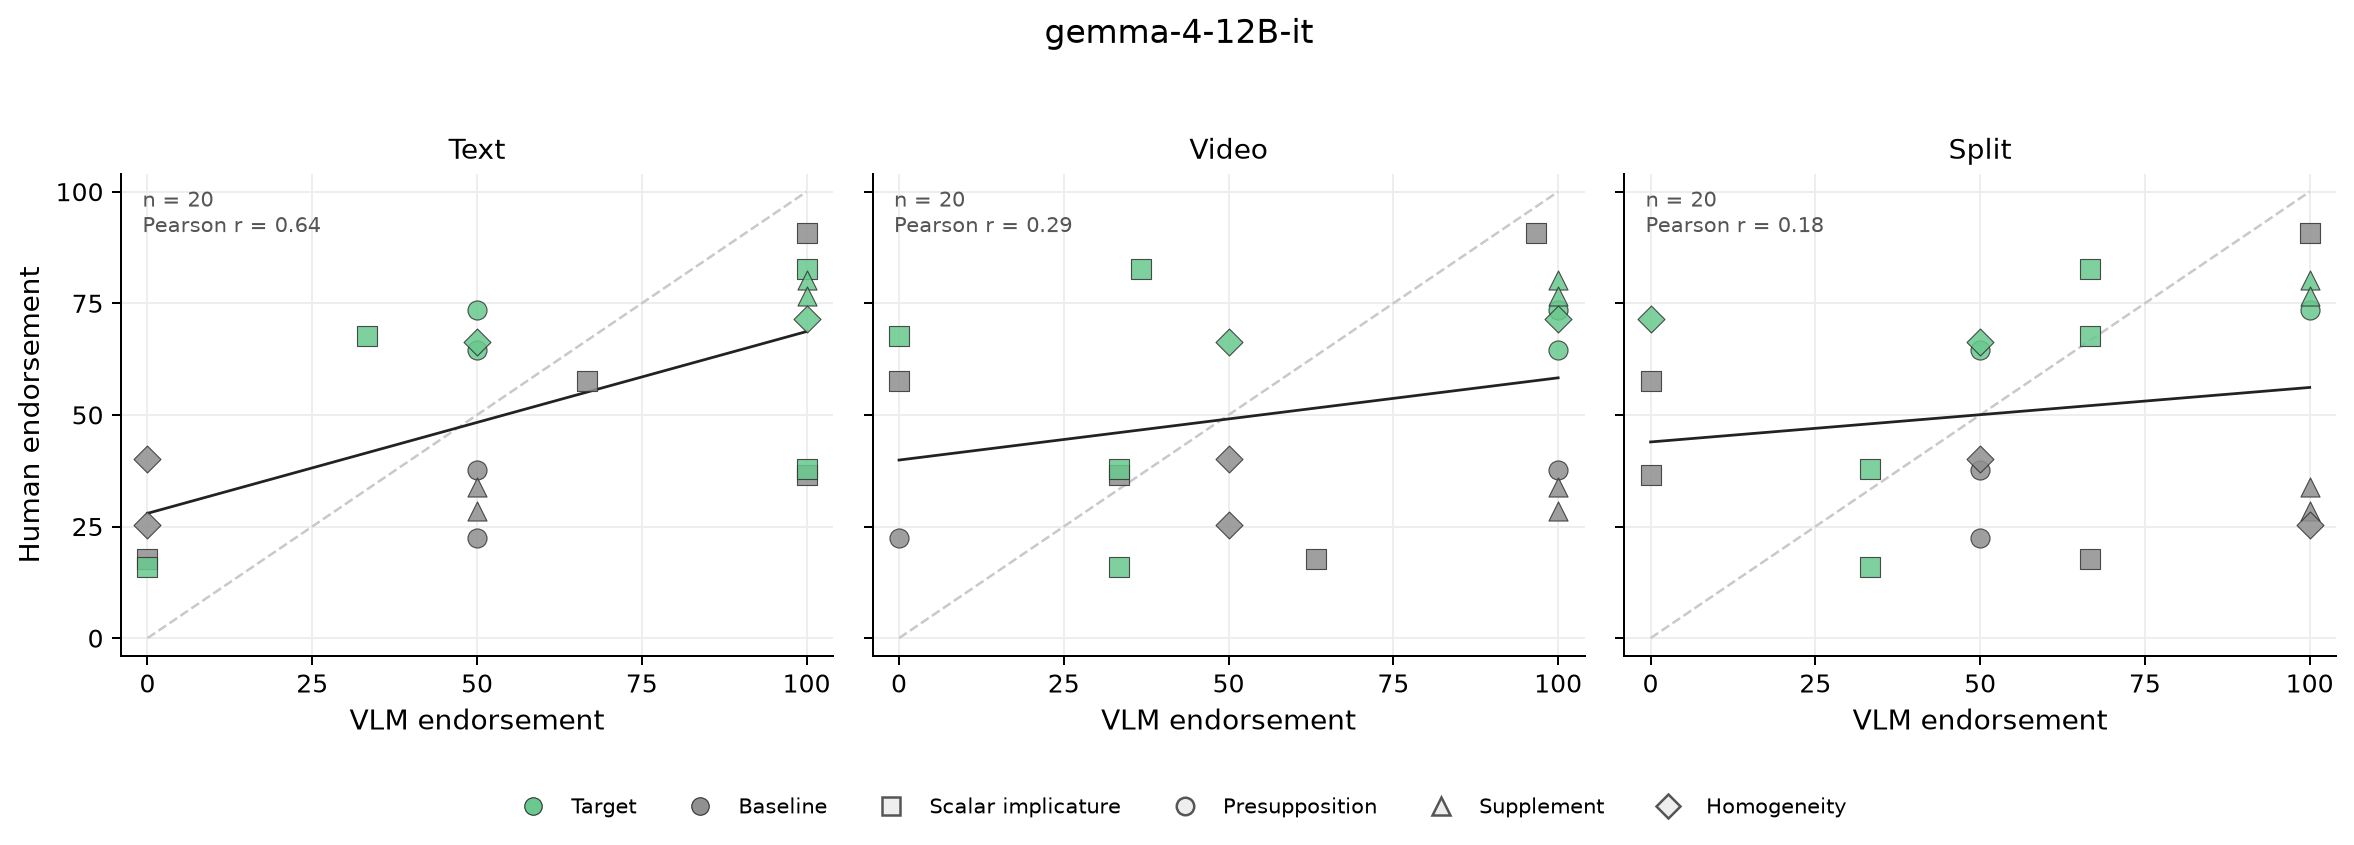 gemma-4-12B-it
Text
Video
Split
n = 20
Pearson r = 0.64
n = 20
Pearson r = 0.29
n = 20
Pearson r = 0.18
Human endorsement
100
75
50
25
0
0 25 50 75 100
0 25 50 75 100
0 25 50 75 100
VLM endorsement
VLM endorsement
VLM endorsement
Target Baseline Scalar implicature Presupposition Supplement Homogeneity